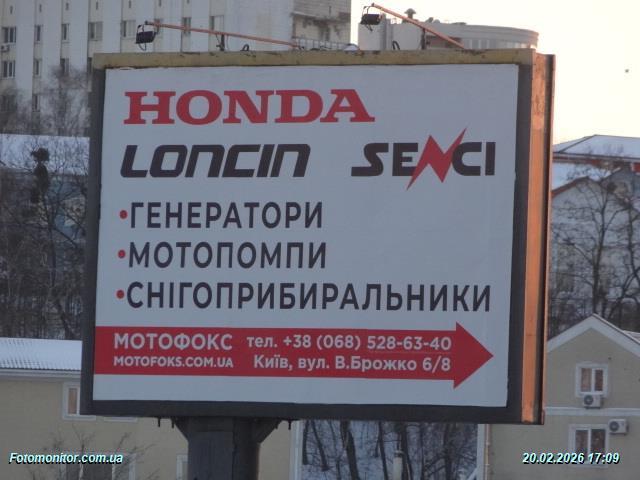 HONDA
LONCIN SENCI
•ГЕНЕРАТОРИ
•МОТОПОМПИ
•СНІГОПРИБИРАЛЬНИКИ
МОТОФОКС тел. +38 (068) 528-63-40
MOTOFOKS.COM.UA Київ, вул. В.Брожко 6/8
Fotomonitor.com.ua 20.02.2026 17:09